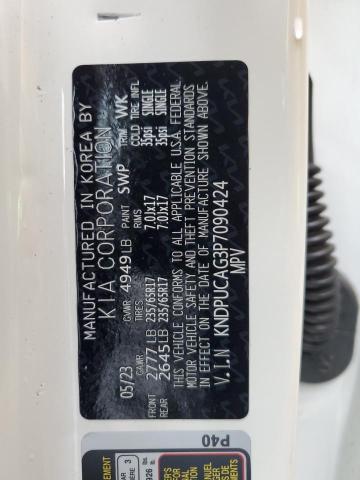 MANUFACTURED IN KOREA BY
KIA CORPORATION
05/23 GVWR 4949LB PAINT SWP TRIM WK
GAWR TIRES RIMS COLD TIRE INFL
FRONT 2777LB 235/65R17 7.0Jx17 35psi SINGLE
REAR 2645LB 235/65R17 7.0Jx17 35psi SINGLE
THIS VEHICLE CONFORMS TO ALL APPLICABLE U.S.A. FEDERAL
MOTOR VEHICLE SAFETY AND THEFT PREVENTION STANDARDS
IN EFFECT ON THE DATE OF MANUFACTURE SHOWN ABOVE.
V.I.N KNDPUCAG3P7090424
MPV
P40